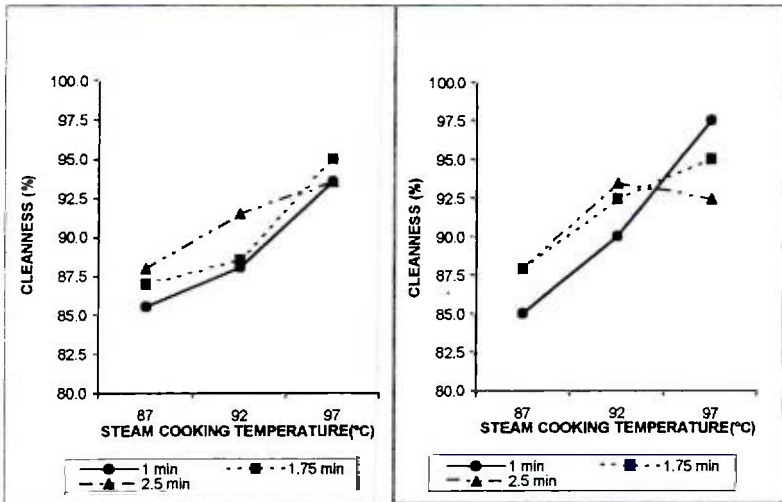 100.0
97.5
95.0
92.5
90.0
87.5
85.0
82.5
80.0
CLEANNESS (%)
87 92 97
STEAM COOKING TEMPERATURE(°C)
1 min 1.75 min
2.5 min
100.0
97.5
95.0
92.5
90.0
87.5
85.0
82.5
80.0
CLEANNESS (%)
87 92 97
STEAM COOKING TEMPERATURE(°C)
1 min 1.75 min
2.5 min